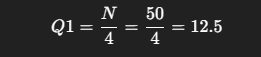 Q1 = N/4 = 50/4 = 12.5